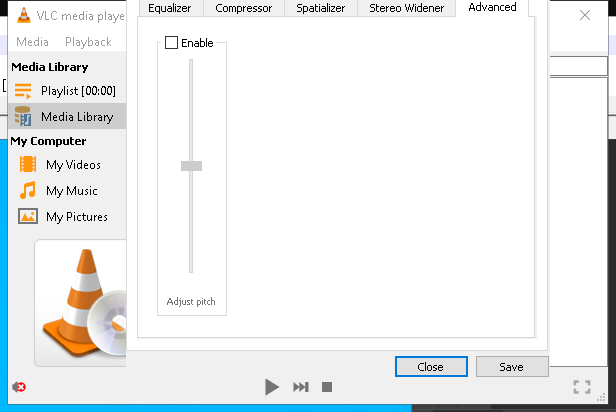 VLC media playe
Media Playback
Media Library
Playlist [00:00]
Media Library
My Computer
My Videos
My Music
My Pictures
Equalizer Compressor Spatializer Stereo Widener Advanced
Enable
Adjust pitch
Close Save